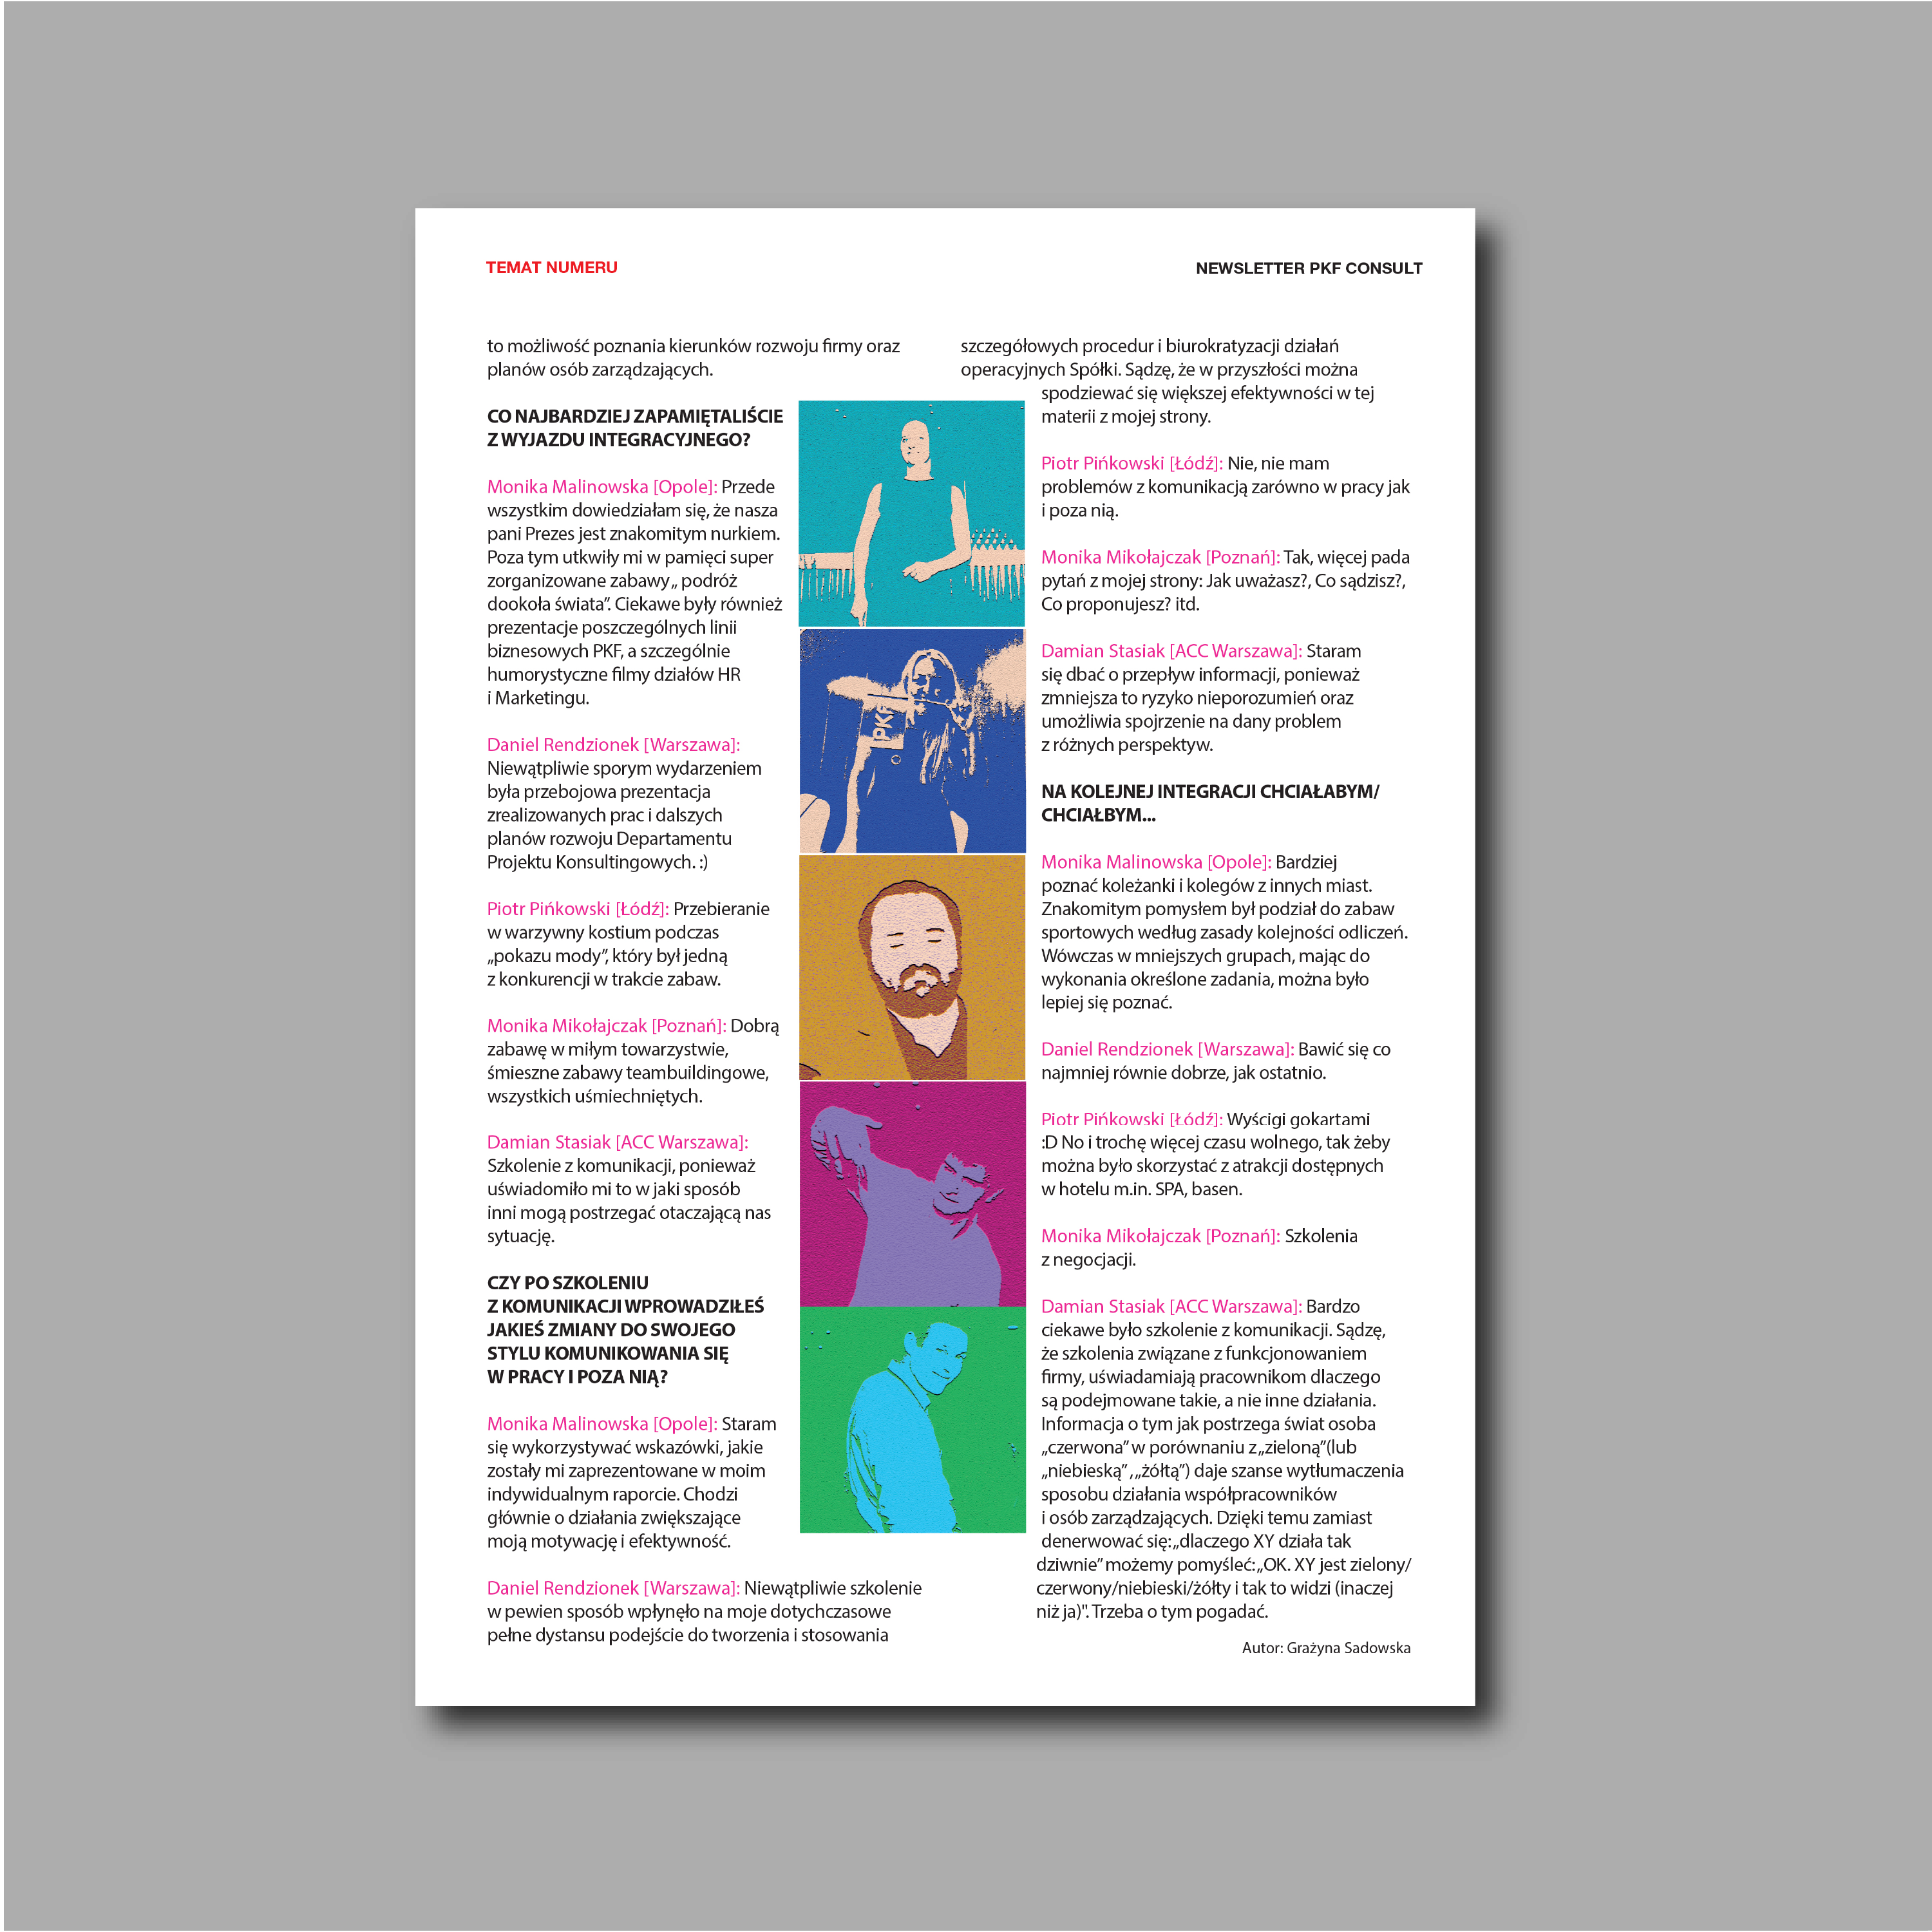 TEMAT NUMERU
NEWSLETTER PKF CONSULT
to możliwość poznania kierunków rozwoju firmy oraz
planów osób zarządzających.
CO NAJBARDZIEJ ZAPAMIĘTALIŚCIE
Z WYJAZDU INTEGRACYJNEGO?
Monika Malinowska [Opole]: Przede
wszystkim dowiedziałam się, że nasza
pani Prezes jest znakomitym nurkiem.
Poza tym utkwiły mi w pamięci super
zorganizowane zabawy „ podróż
dookoła świata”. Ciekawe były również
prezentacje poszczególnych linii
biznesowych PKF, a szczególnie
humorystyczne filmy działów HR
i Marketingu.
Daniel Rendzionek [Warszawa]:
Niewątpliwie sporym wydarzeniem
była przebojowa prezentacja
zrealizowanych prac i dalszych
planów rozwoju Departamentu
Projektu Konsultingowych. :)
Piotr Pińkowski [Łódź]: Przebieranie
w warzywny kostium podczas
„pokazu mody”, który był jedną
z konkurencji w trakcie zabaw.
Monika Mikołajczak [Poznań]: Dobrą
zabawę w miłym towarzystwie,
śmieszne zabawy teambuildingowe,
wszystkich uśmiechniętych.
Damian Stasiak [ACC Warszawa]:
Szkolenie z komunikacji, ponieważ
uświadomiło mi to w jaki sposób
inni mogą postrzegać otaczającą nas
sytuację.
CZY PO SZKOLENIU
Z KOMUNIKACJI WPROWADZIŁEŚ
JAKIEŚ ZMIANY DO SWOJEGO
STYLU KOMUNIKOWANIA SIĘ
W PRACY I POZA NIĄ?
Monika Malinowska [Opole]: Staram
się wykorzystywać wskazówki, jakie
zostały mi zaprezentowane w moim
indywidualnym raporcie. Chodzi
głównie o działania zwiększające
moją motywację i efektywność.
Daniel Rendzionek [Warszawa]: Niewątpliwie szkolenie
w pewien sposób wpłynęło na moje dotychczasowe
pełne dystansu podejście do tworzenia i stosowania
PKF
szczegółowych procedur i biurokratyzacji działań
operacyjnych Spółki. Sądzę, że w przyszłości można
spodziewać się większej efektywności w tej
materii z mojej strony.
Piotr Pińkowski [Łódź]: Nie, nie mam
problemów z komunikacją zarówno w pracy jak
i poza nią.
Monika Mikołajczak [Poznań]: Tak, więcej pada
pytań z mojej strony: Jak uważasz?, Co sądzisz?,
Co proponujesz? itd.
Damian Stasiak [ACC Warszawa]: Staram
się dbać o przepływ informacji, ponieważ
zmniejsza to ryzyko nieporozumień oraz
umożliwia spojrzenie na dany problem
z różnych perspektyw.
NA KOLEJNEJ INTEGRACJI CHCIAŁABYM/
CHCIAŁBYM...
Monika Malinowska [Opole]: Bardziej
poznać koleżanki i kolegów z innych miast.
Znakomitym pomysłem był podział do zabaw
sportowych według zasady kolejności odliczeń.
Wówczas w mniejszych grupach, mając do
wykonania określone zadania, można było
lepiej się poznać.
Daniel Rendzionek [Warszawa]: Bawić się co
najmniej równie dobrze, jak ostatnio.
Piotr Pińkowski [Łódź]: Wyścigi gokartami
:D No i trochę więcej czasu wolnego, tak żeby
można było skorzystać z atrakcji dostępnych
w hotelu m.in. SPA, basen.
Monika Mikołajczak [Poznań]: Szkolenia
z negocjacji.
Damian Stasiak [ACC Warszawa]: Bardzo
ciekawe było szkolenie z komunikacji. Sądzę,
że szkolenia związane z funkcjonowaniem
firmy, uświadamiają pracownikom dlaczego
są podejmowane takie, a nie inne działania.
Informacja o tym jak postrzega świat osoba
„czerwona” w porównaniu z „zieloną”(lub
„niebieską” , „żółtą”) daje szanse wytłumaczenia
sposobu działania współpracowników
i osób zarządzających. Dzięki temu zamiast
denerwować się: „dlaczego XY działa tak
dziwnie” możemy pomyśleć: „OK. XY jest zielony/
czerwony/niebieski/żółty i tak to widzi (inaczej
niż ja)". Trzeba o tym pogadać.
Autor: Grażyna Sadowska